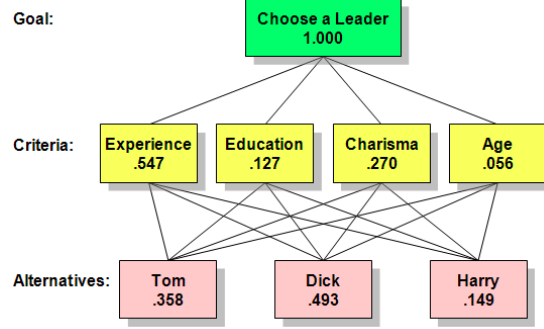 Goal:
Choose a Leader
1.000
Criteria:
Experience
.547
Education
.127
Charisma
.270
Age
.056
Alternatives:
Tom
.358
Dick
.493
Harry
.149